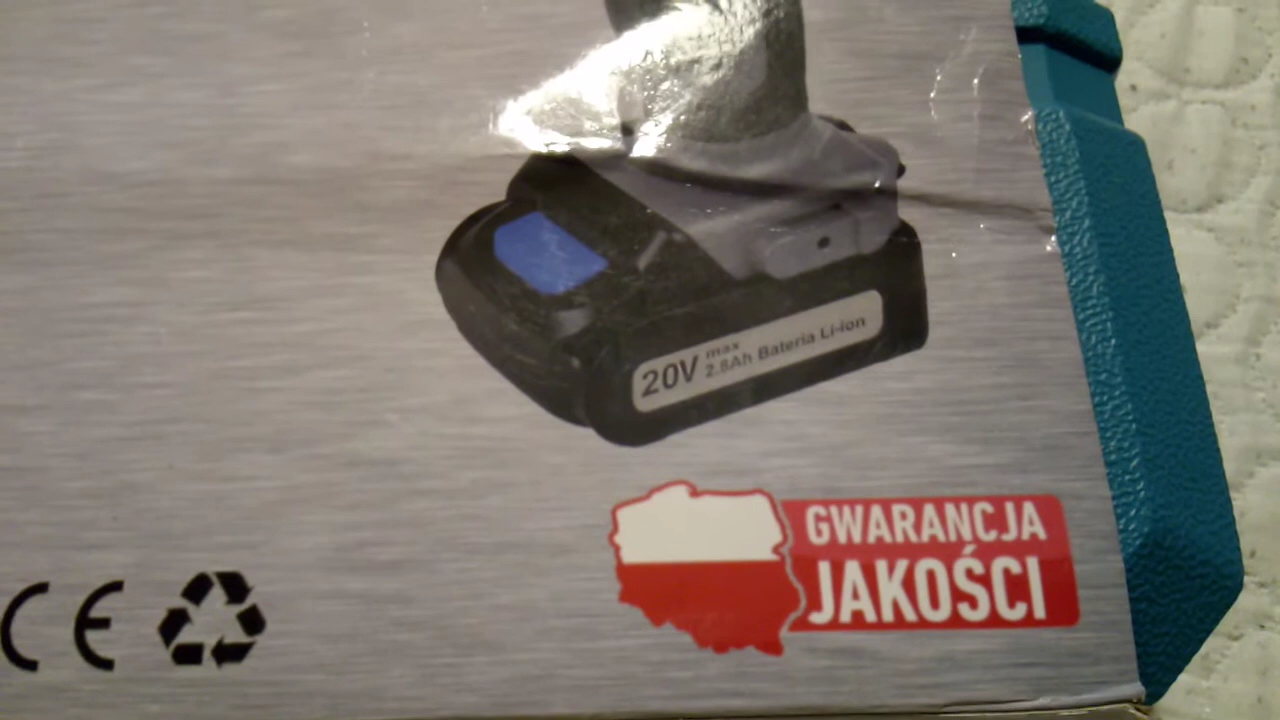 20V max
2.8Ah Bateria Li-ion
GWARANCJA
JAKOŚCI
CE